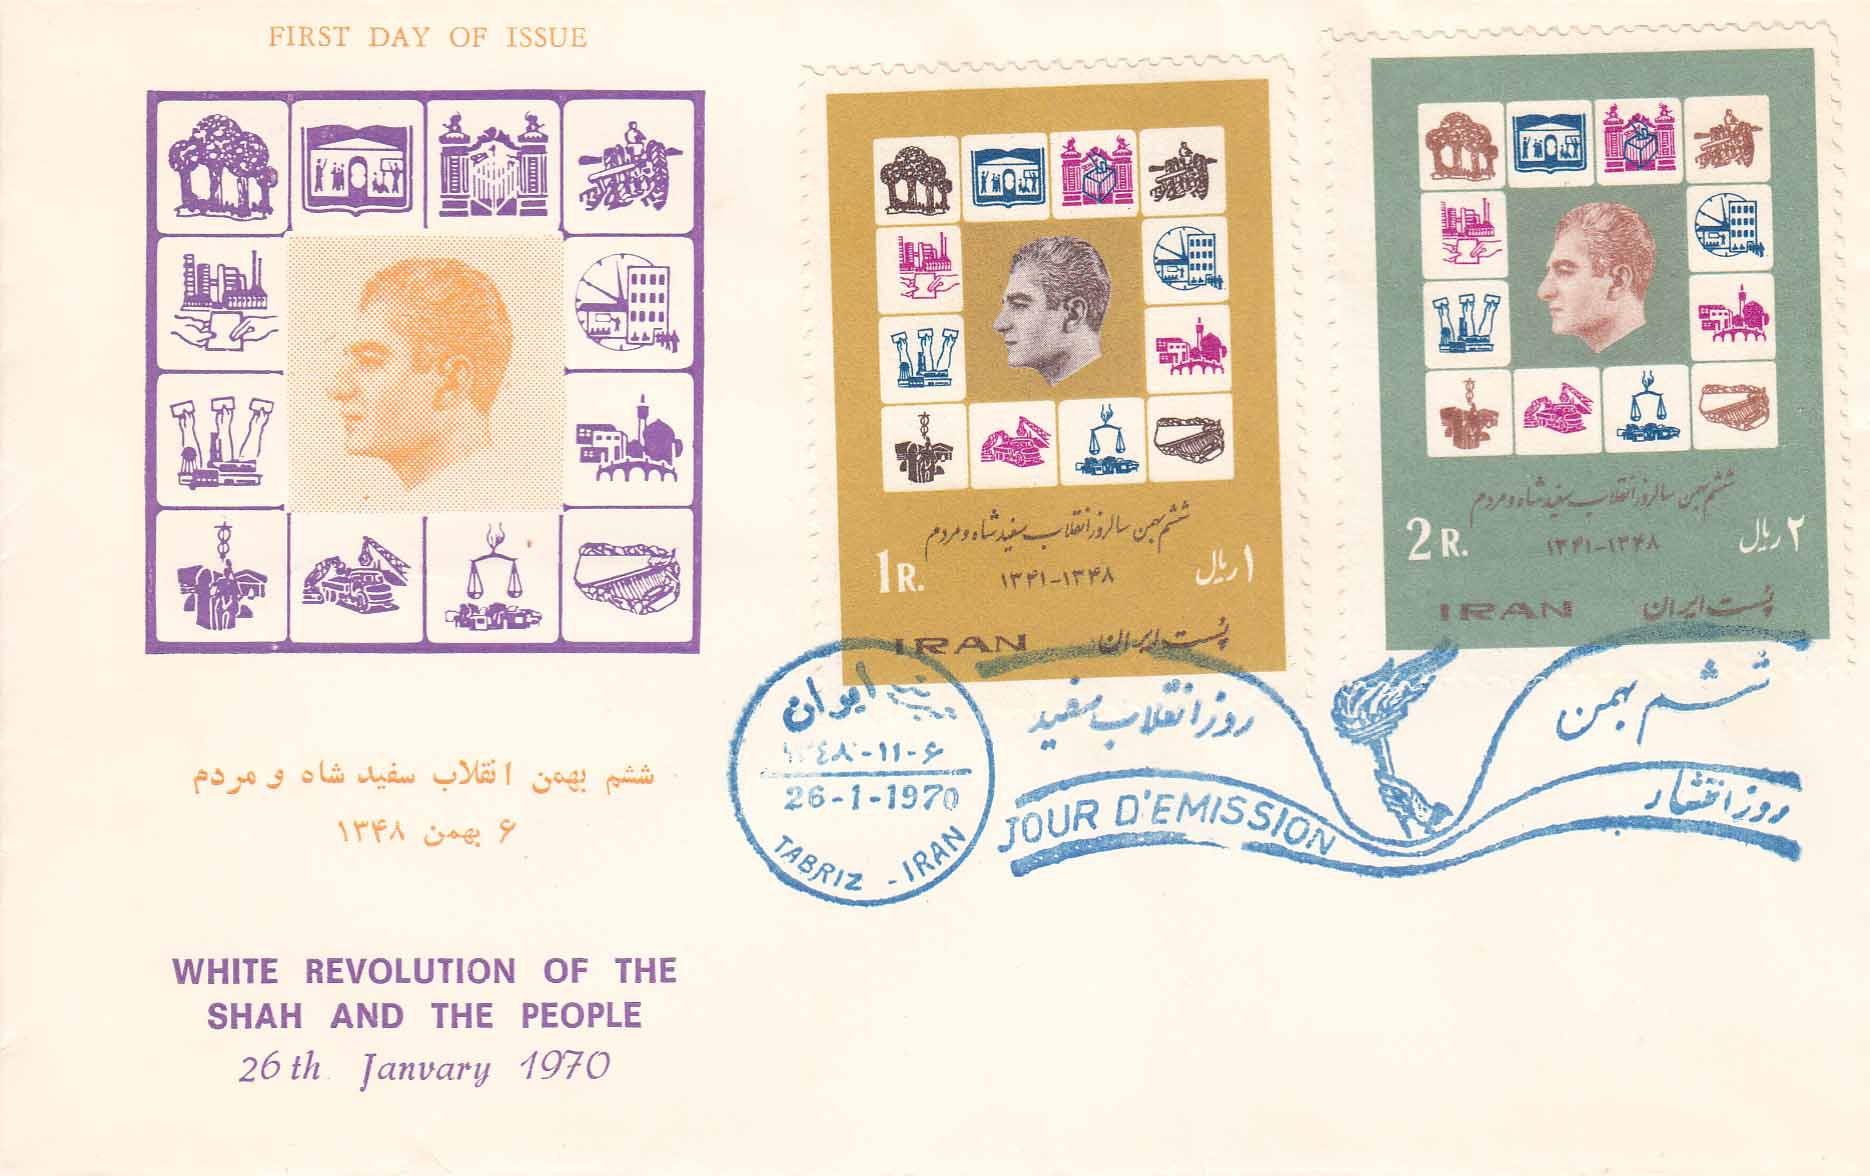 FIRST DAY OF ISSUE
ششم بهمن انقلاب سفید شاه و مردم
۶ بهمن ۱۳۴۸
WHITE REVOLUTION OF THE
SHAH AND THE PEOPLE
26th January 1970
ششم بهمن سالروز انقلاب سفید شاه و مردم
۱۳۴۱-۱۳۴۸
1R.
۱ ریال
IRAN
پست ایران
ششم بهمن سالروز انقلاب سفید شاه و مردم
۱۳۴۱-۱۳۴۸
2R.
۲ ریال
IRAN
پست ایران
پست ایران
۱۳٤۸-۱۱-۶
26-1-1970
TABRIZ - IRAN
روز انقلاب سفید
ششم بهمن
JOUR D'EMISSION
روز انتشار